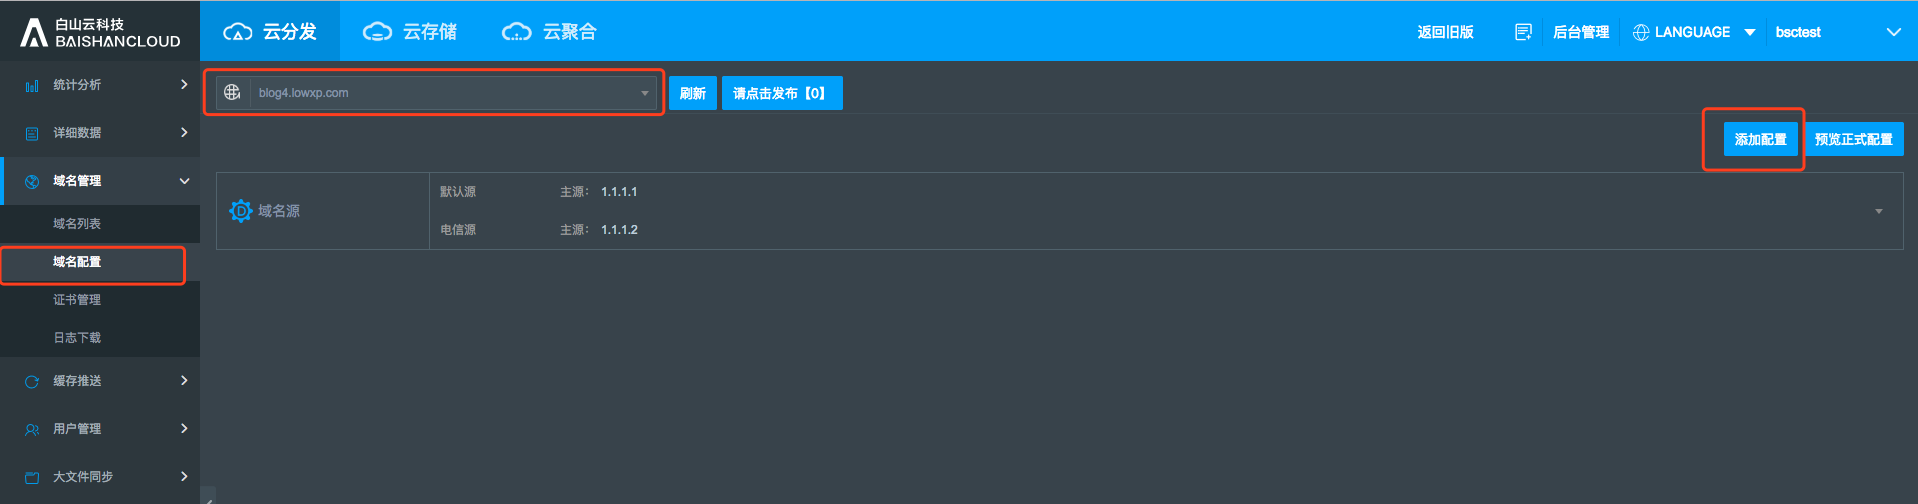 白山云科技
BAISHANCLOUD
云分发
云存储
云聚合
返回旧版
后台管理
LANGUAGE
bsctest
统计分析
详细数据
域名管理
域名列表
域名配置
证书管理
日志下载
缓存推送
用户管理
大文件同步
blog4.lowxp.com
刷新
请点击发布【0】
添加配置
预览正式配置
D 域名源
默认源 主源： 1.1.1.1
电信源 主源： 1.1.1.2